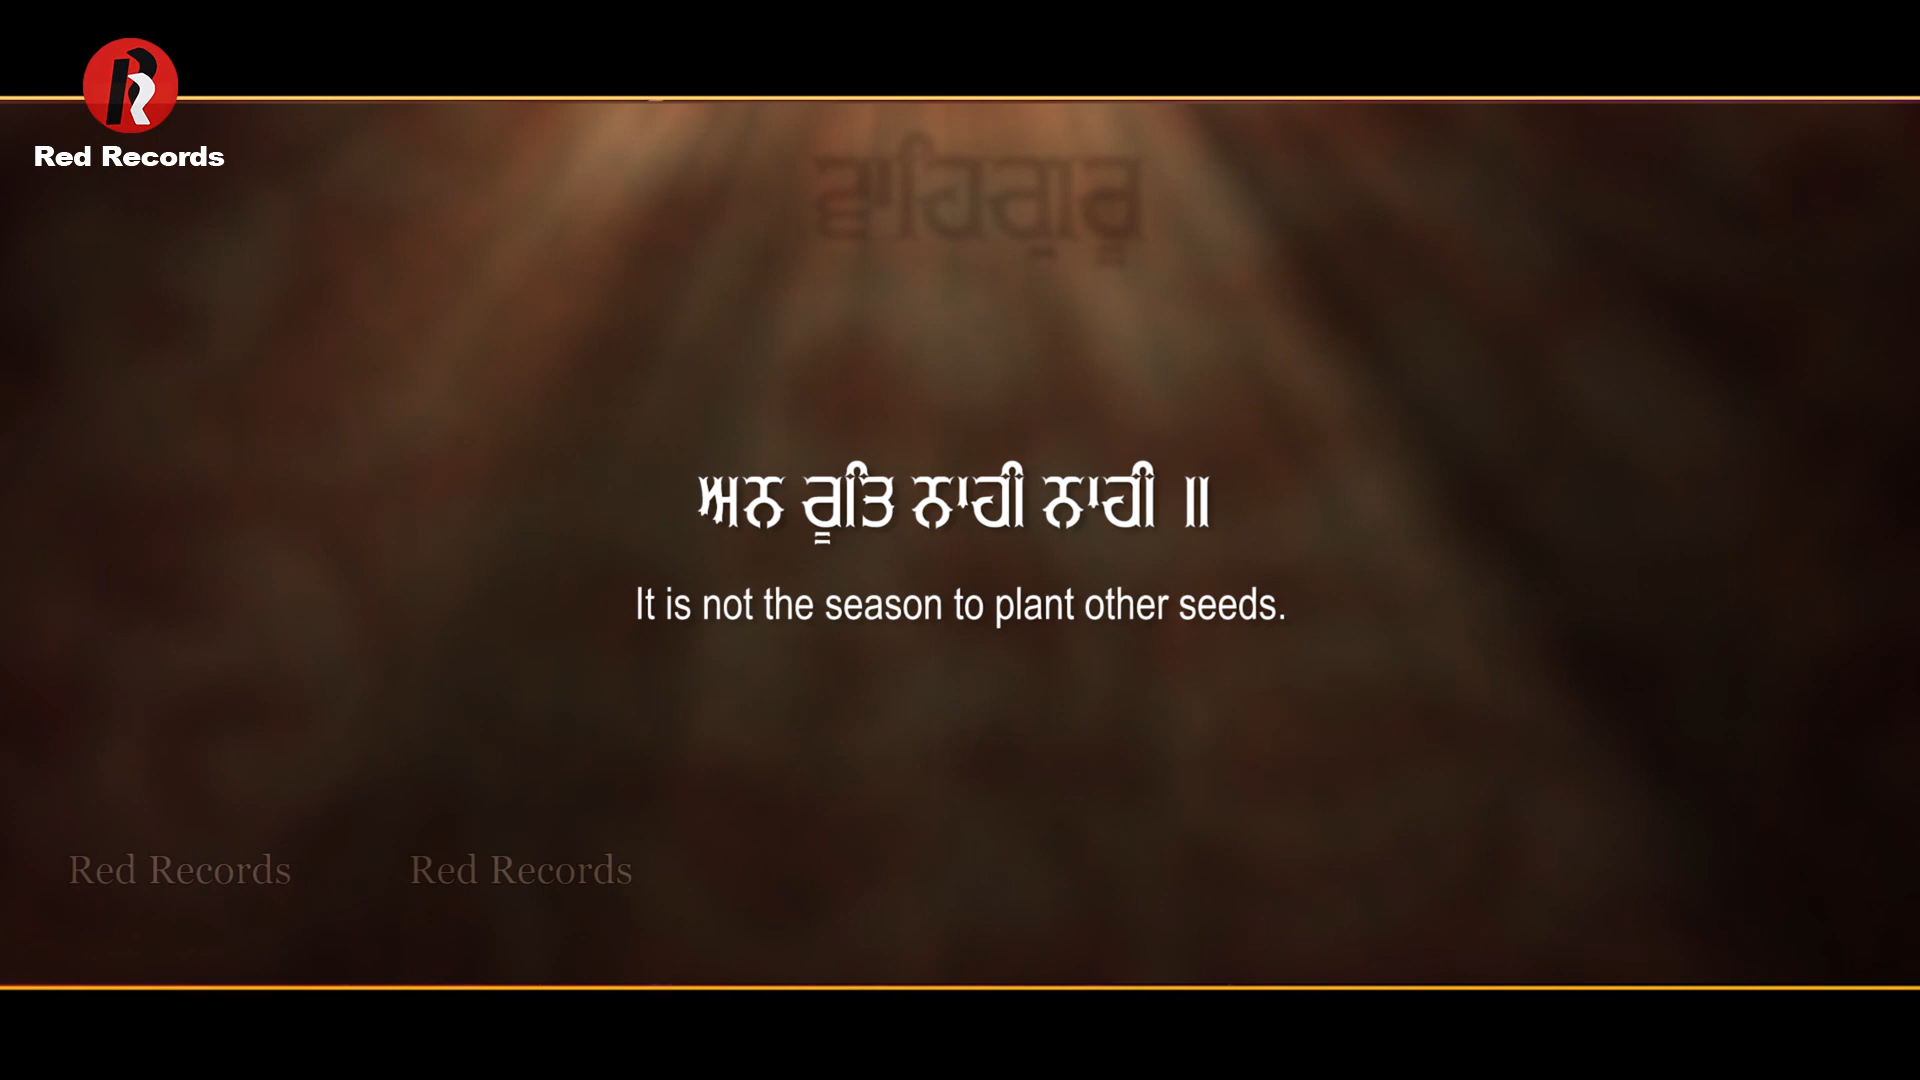 Red Records
ਵਾਹਿਗੁਰੂ
ਅਨ ਰੂਤਿ ਨਾਹੀ ਨਾਹੀ ॥
It is not the season to plant other seeds.
Red Records Red Records